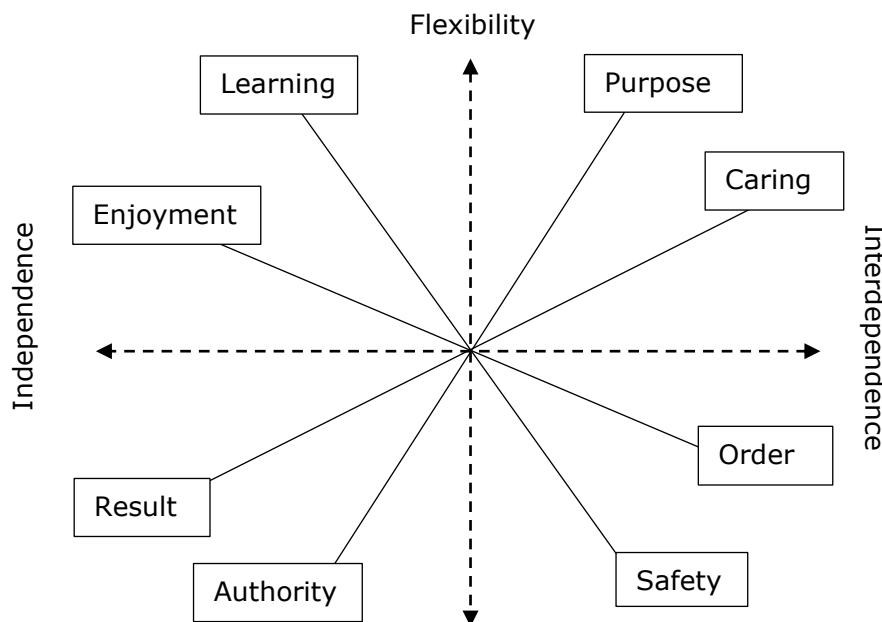 Flexibility
Learning
Purpose
Caring
Enjoyment
Independence
Interdependence
Order
Result
Safety
Authority